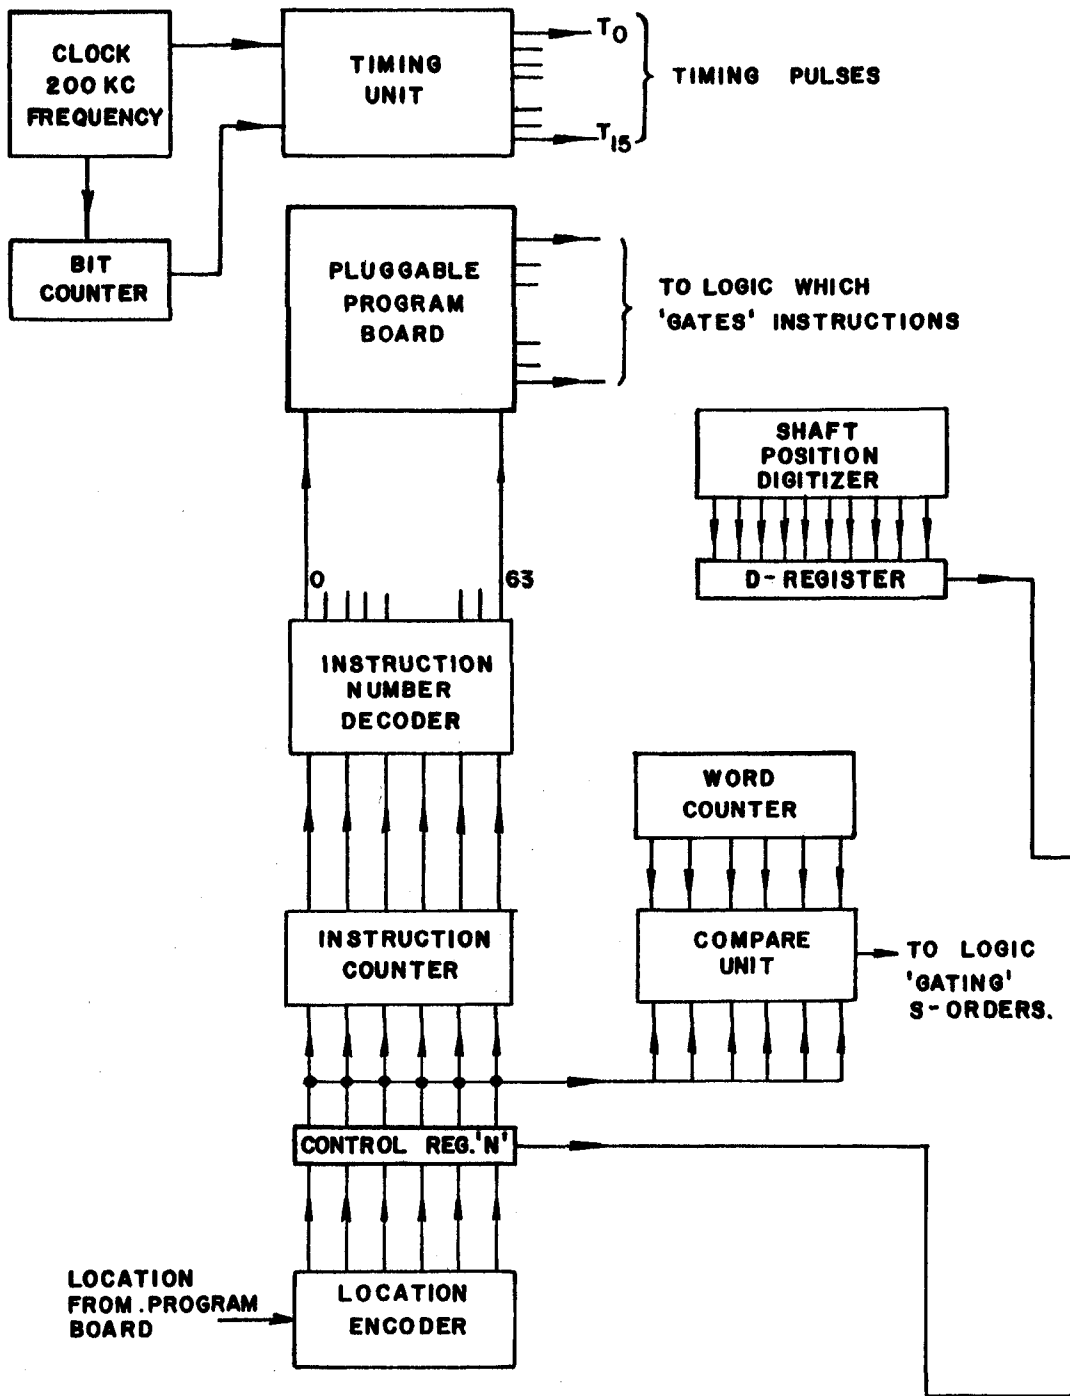 CLOCK
200 KC
FREQUENCY
TIMING
UNIT
T0
T15
TIMING PULSES
BIT
COUNTER
PLUGGABLE
PROGRAM
BOARD
TO LOGIC WHICH
'GATES' INSTRUCTIONS
SHAFT
POSITION
DIGITIZER
D-REGISTER
0
63
INSTRUCTION
NUMBER
DECODER
WORD
COUNTER
INSTRUCTION
COUNTER
COMPARE
UNIT
TO LOGIC
'GATING'
S-ORDERS.
CONTROL REG.'N'
LOCATION
FROM.PROGRAM
BOARD
LOCATION
ENCODER